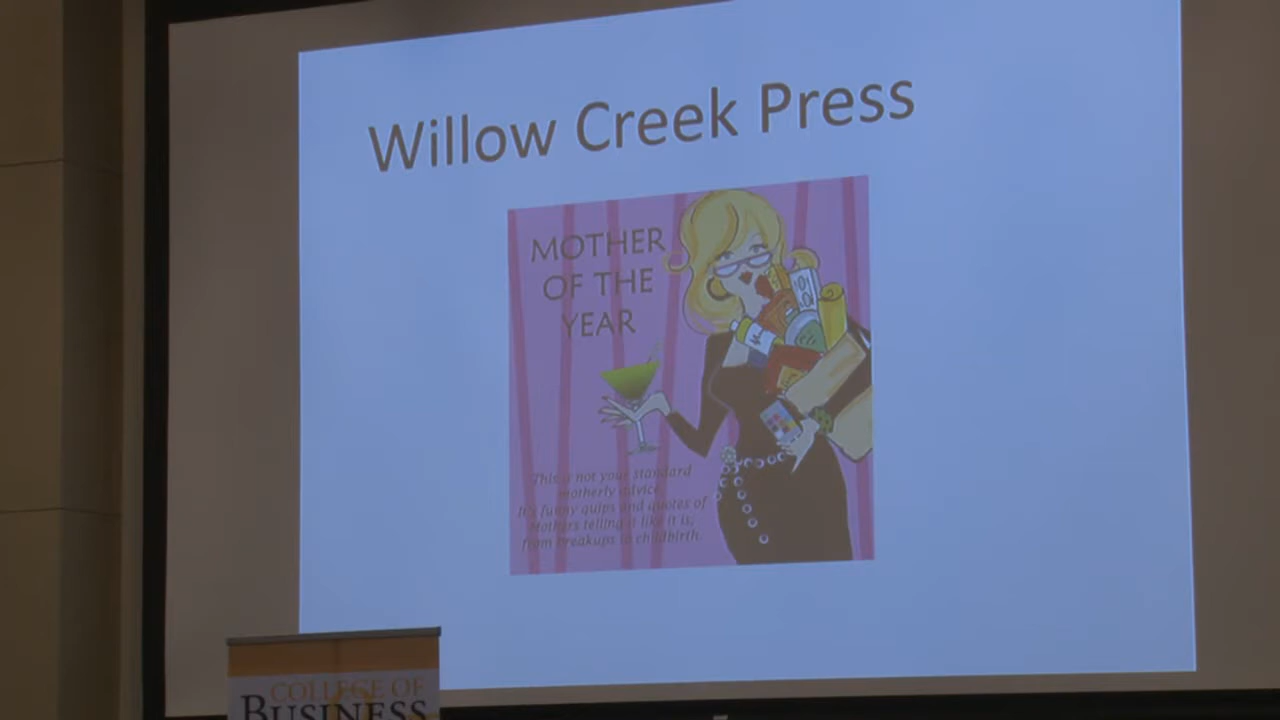 Willow Creek Press
MOTHER
OF THE
YEAR
This is not your standard
motherly advice
It's funny quips and quotes of
Mothers telling it like it is;
from breakups to childbirth.
COLLEGE OF
BUSINESS